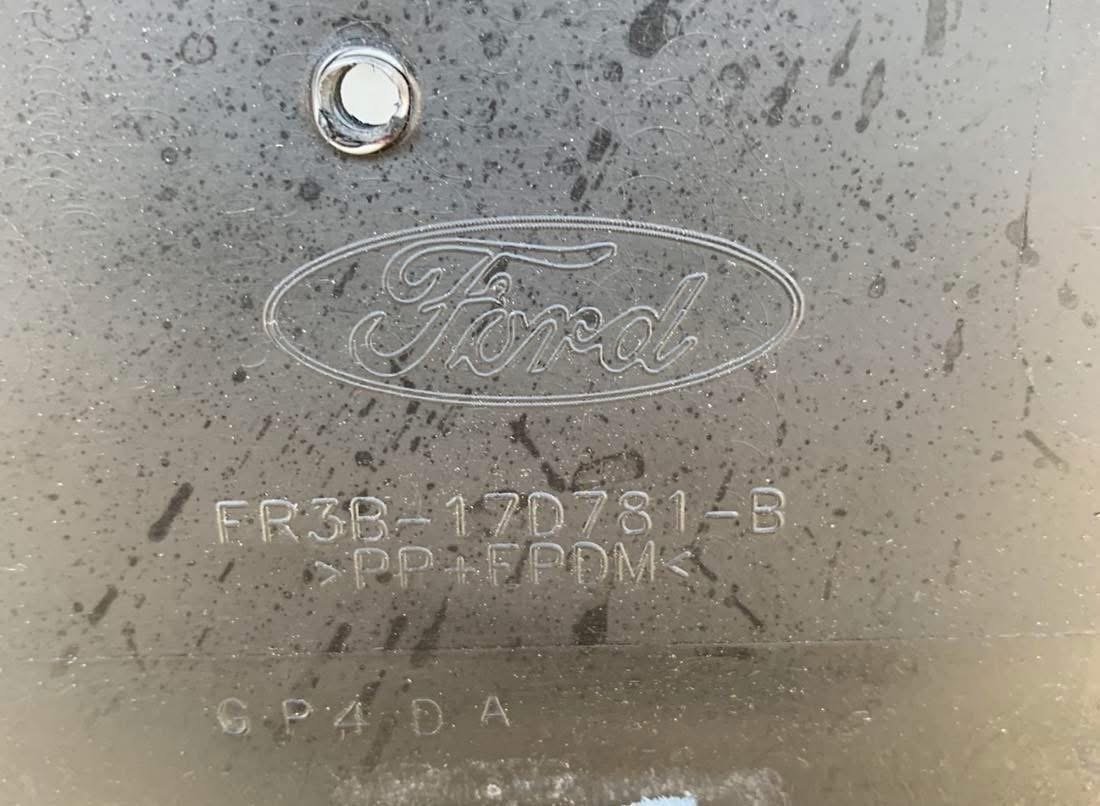 Ford
FR3B-17D781-B
>PP+EPDM<
GP4DA